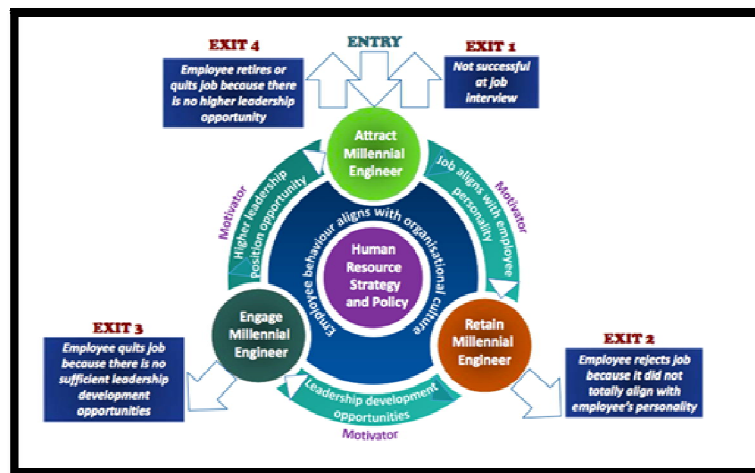 EXIT 4
Employee retires or
quits job because there
is no higher leadership
opportunity
ENTRY
EXIT 1
Not successful
at job
interview
Attract
Millennial
Engineer
Motivator
Higher leadership
Position opportunity
Job aligns with employee
personality
Motivator
Employee behaviour aligns with organisational culture
Human
Resource
Strategy
and Policy
EXIT 3
Employee quits job
because there is no
sufficient leadership
development
opportunities
Engage
Millennial
Engineer
Retain
Millennial
Engineer
EXIT 2
Employee rejects job
because it did not
totally align with
employee's personality
Leadership development
opportunities
Motivator